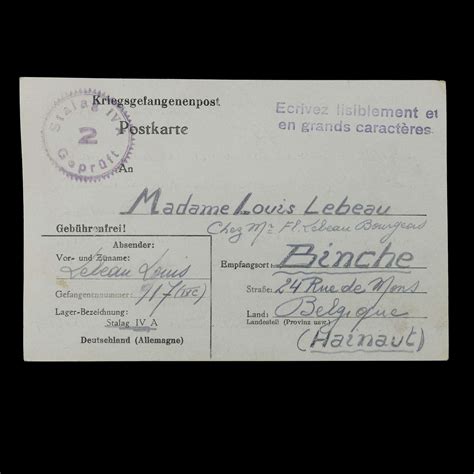 Stalag IV A
2
Geprüft
Kriegsgefangenenpost
Postkarte
An
Ecrivez lisiblement et
en grands caractères
Madame Louis Lebeau
Chez Mr Fl. Lebeau Bourgeois
Gebührenfrei!
Absender:
Vor- und Zuname:
Lebeau Louis
Gefangenennummer: 917 (IVC)
Lager-Bezeichnung:
Stalag IV A
Deutschland (Allemagne)
Empfangsort: Binche
Straße: 24 Rue de Mons
Land: Belgique
Landesteil (Provinz usw.)
(Hainaut)